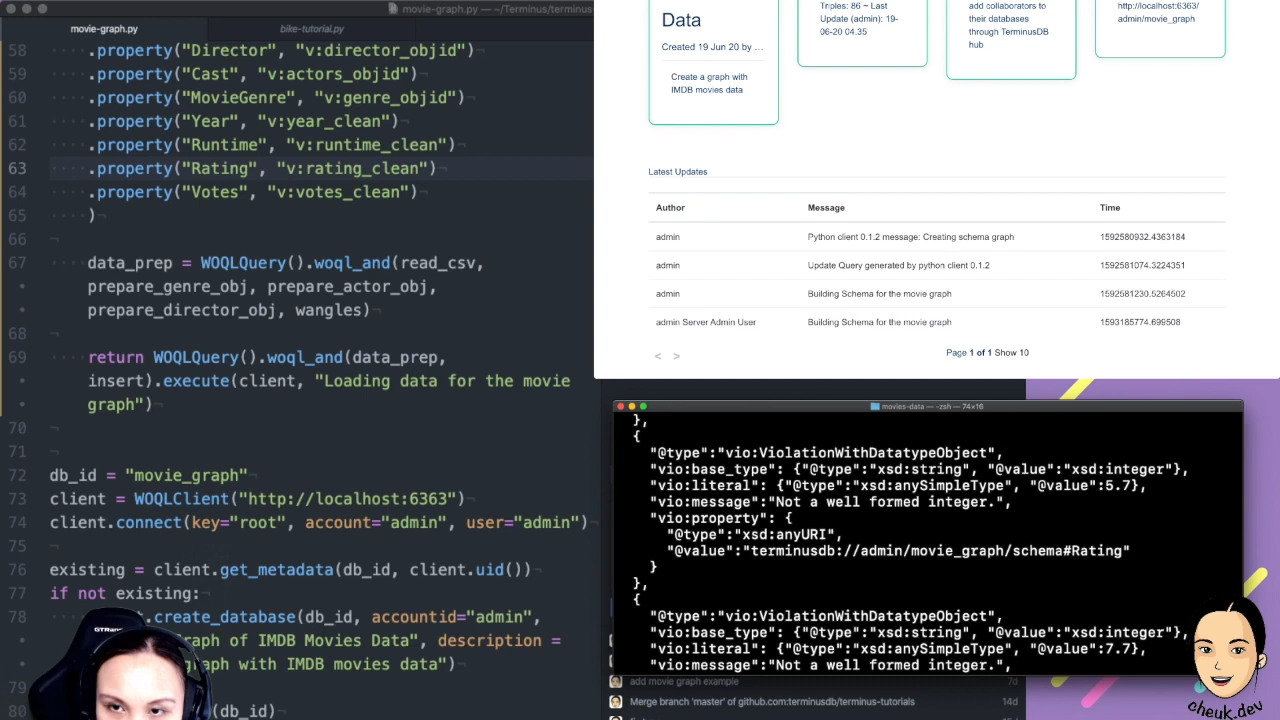 movie-graph.py — ~/Terminus/terminus
movie-graph.py
bike-tutorial.py
58 .property("Director", "v:director_objid")¬
59 .property("Cast", "v:actors_objid")¬
60 .property("MovieGenre", "v:genre_objid")¬
61 .property("Year", "v:year_clean")¬
62 .property("Runtime", "v:runtime_clean")¬
63 .property("Rating", "v:rating_clean")¬
64 .property("Votes", "v:votes_clean")¬
65 )¬
66 ¬
67 data_prep = WOQLQuery().woql_and(read_csv,
• prepare_genre_obj, prepare_actor_obj,
• prepare_director_obj, wrangles)¬
68 ¬
69 return WOQLQuery().woql_and(data_prep,
• insert).execute(client, "Loading data for the movie
• graph")¬
70 ¬
71 ¬
72 db_id = "movie_graph"¬
73 client = WOQLClient("http://localhost:6363")¬
74 client.connect(key="root", account="admin", user="admin")¬
75 ¬
76 existing = client.get_metadata(db_id, client.uid())¬
77 if not existing:¬
78 t.create_database(db_id, accountid="admin",
graph of IMDB Movies Data", description =
graph with IMDB movies data")¬
79
80 db_id)¬
Data
Created 19 Jun 20 by ...
Create a graph with
IMDB movies data
Triples: 86 ~ Last
Update (admin): 19-
06-20 04.35
add collaborators to
their databases
through TerminusDB
hub
http://localhost:6363/
admin/movie_graph
Latest Updates
Author Message Time
admin Python client 0.1.2 message: Creating schema graph 1592580932.4363184
admin Update Query generated by python client 0.1.2 1592581074.3224351
admin Building Schema for the movie graph 1592581230.5264502
admin Server Admin User Building Schema for the movie graph 1593185774.699508
< > Page 1 of 1 Show 10
movies-data — -zsh — 74×16
},
{
"@type":"vio:ViolationWithDatatypeObject",
"vio:base_type": {"@type":"xsd:string", "@value":"xsd:integer"},
"vio:literal": {"@type":"xsd:anySimpleType", "@value":5.7},
"vio:message":"Not a well formed integer.",
"vio:property": {
"@type":"xsd:anyURI",
"@value":"terminusdb://admin/movie_graph/schema#Rating"
}
},
{
"@type":"vio:ViolationWithDatatypeObject",
"vio:base_type": {"@type":"xsd:string", "@value":"xsd:integer"},
"vio:literal": {"@type":"xsd:anySimpleType", "@value":7.7},
"vio:message":"Not a well formed integer.",
add movie graph example 7d
Merge branch 'master' of github.com:terminusdb/terminus-tutorials 14d
cheuk.dev